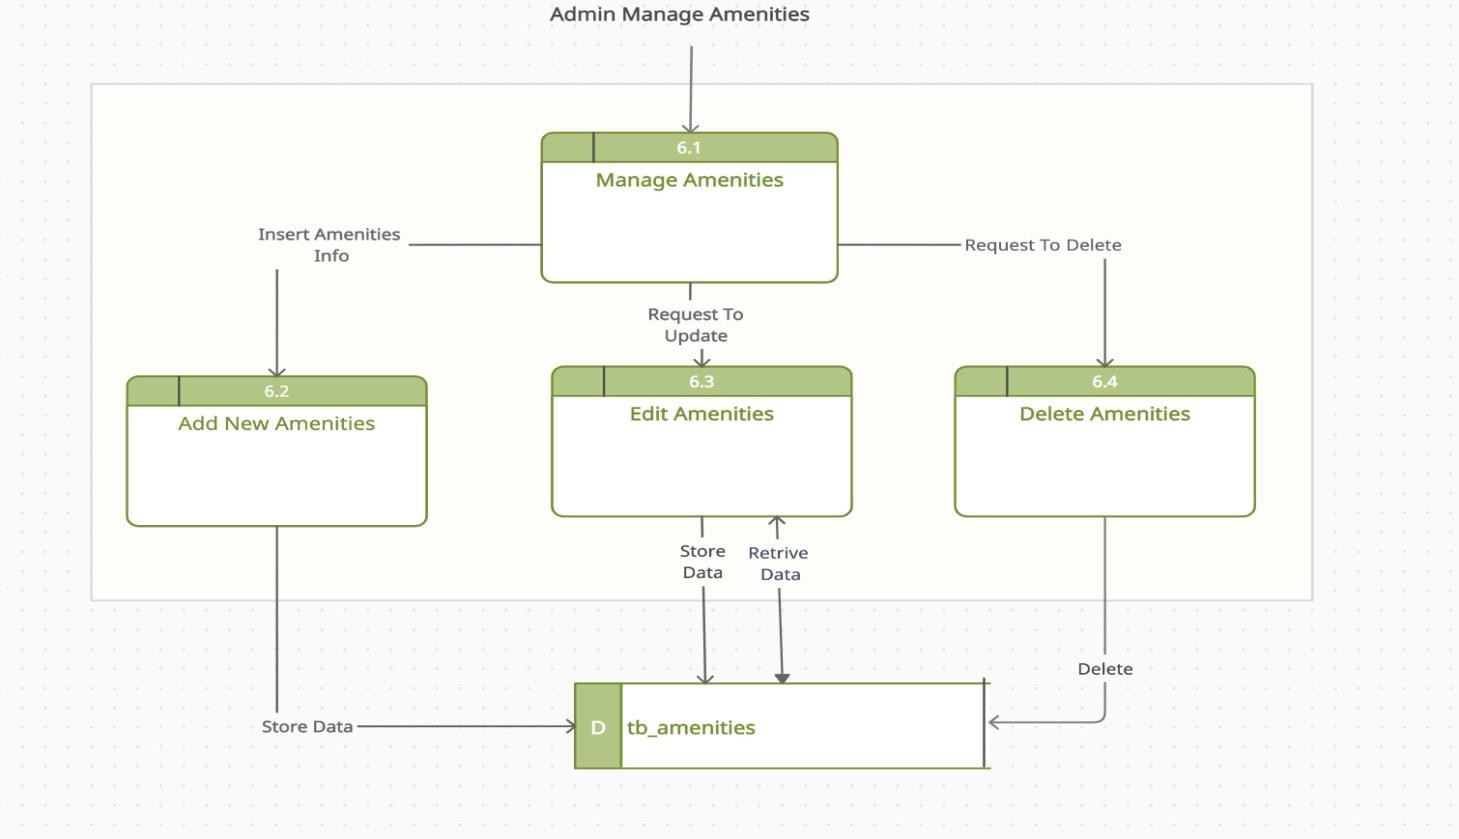 Admin Manage Amenities
6.1
Manage Amenities
Insert Amenities
Info
Request To Delete
Request To
Update
6.2
Add New Amenities
6.3
Edit Amenities
6.4
Delete Amenities
Store
Data
Retrive
Data
Delete
Store Data
D
tb_amenities